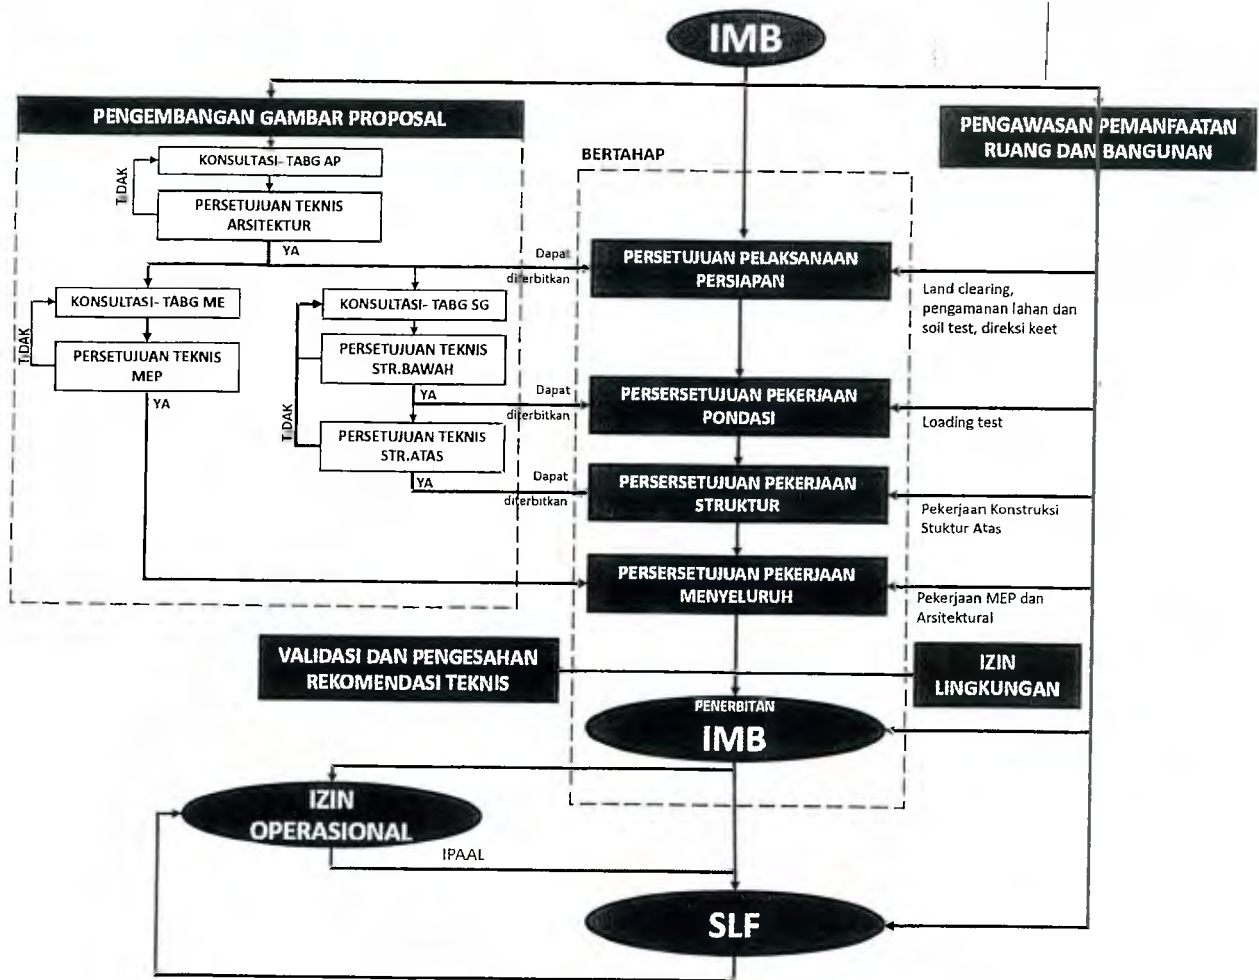 IMB
PENGEMBANGAN GAMBAR PROPOSAL
KONSULTASI- TABG AP
TIDAK
PERSETUJUAN TEKNIS
ARSITEKTUR
YA
KONSULTASI- TABG ME
TIDAK
PERSETUJUAN TEKNIS
MEP
YA
KONSULTASI- TABG SG
PERSETUJUAN TEKNIS
STR.BAWAH
YA
TIDAK
PERSETUJUAN TEKNIS
STR.ATAS
YA
BERTAHAP
Dapat
diterbitkan
PERSETUJUAN PELAKSANAAN
PERSIAPAN
Dapat
diterbitkan
PERSERSETUJUAN PEKERJAAN
PONDASI
Dapat
diterbitkan
PERSERSETUJUAN PEKERJAAN
STRUKTUR
PERSERSETUJUAN PEKERJAAN
MENYELURUH
PENGAWASAN PEMANFAATAN
RUANG DAN BANGUNAN
Land clearing,
pengamanan lahan dan
soil test, direksi keet
Loading test
Pekerjaan Konstruksi
Stuktur Atas
Pekerjaan MEP dan
Arsitektural
VALIDASI DAN PENGESAHAN
REKOMENDASI TEKNIS
IZIN
LINGKUNGAN
PENERBITAN
IMB
IZIN
OPERASIONAL
IPAAL
SLF